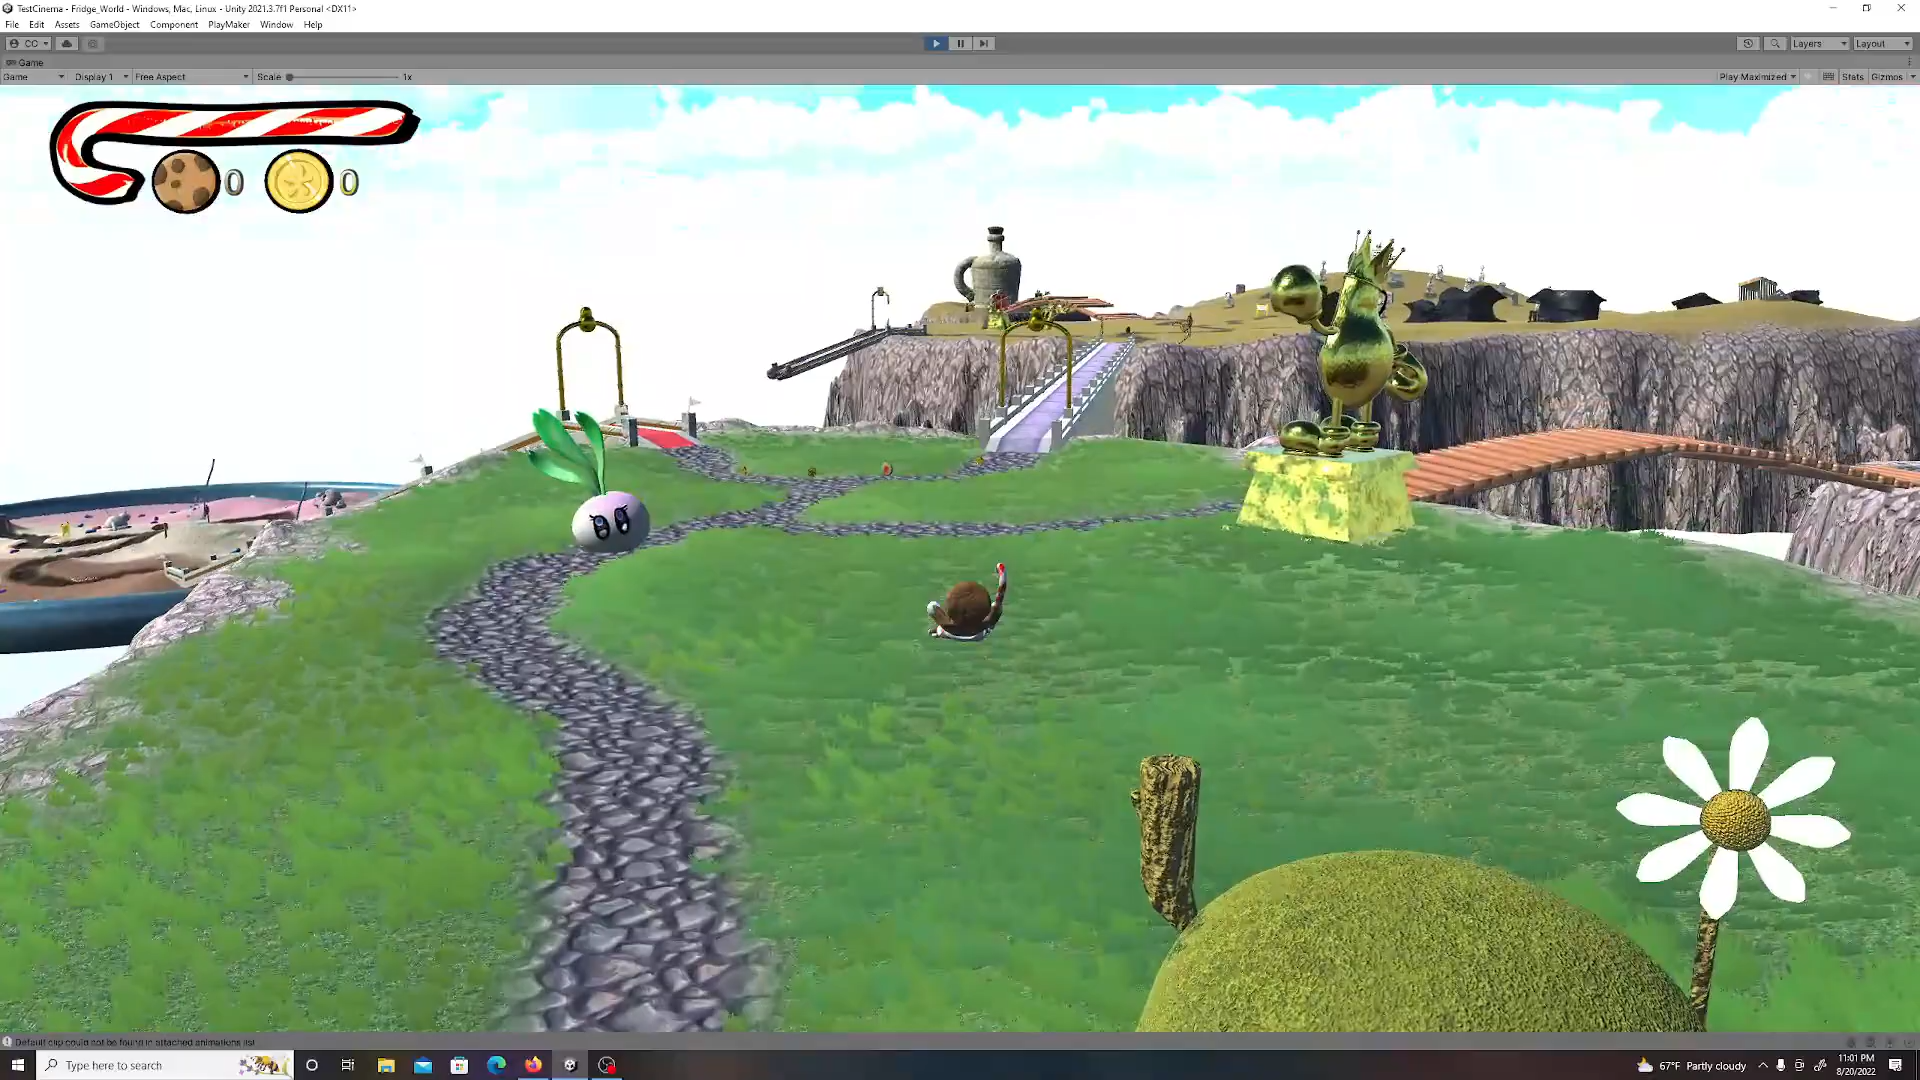 TestCinema - Fridge_World - Windows, Mac, Linux - Unity 2021.3.7f1 Personal <DX11>
File Edit Assets GameObject Component PlayMaker Window Help
CC Layers Layout
Game
Game Display 1 Free Aspect Scale 1x Play Maximized Stats Gizmos
0 0
Default clip could not be found in attached animations list
Type here to search 67°F Partly cloudy 11:01 PM
8/20/2022